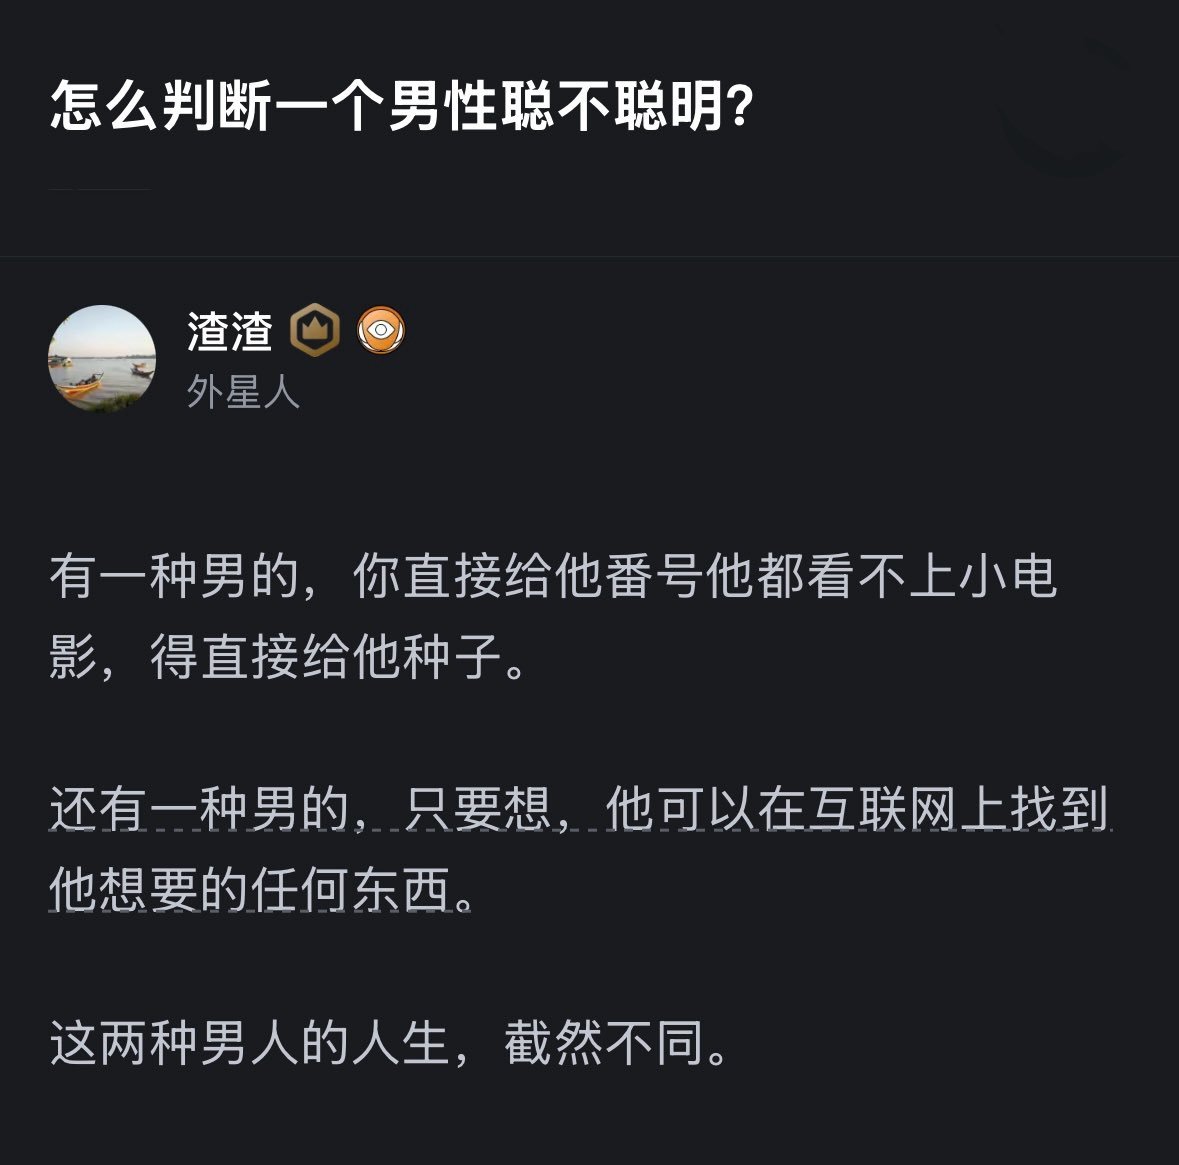 怎么判断一个男性聪不聪明?
渣渣
外星人
有一种男的，你直接给他番号他都看不上小电
影，得直接给他种子。
还有一种男的，只要想，他可以在互联网上找到
他想要的任何东西。
这两种男人的人生，截然不同。